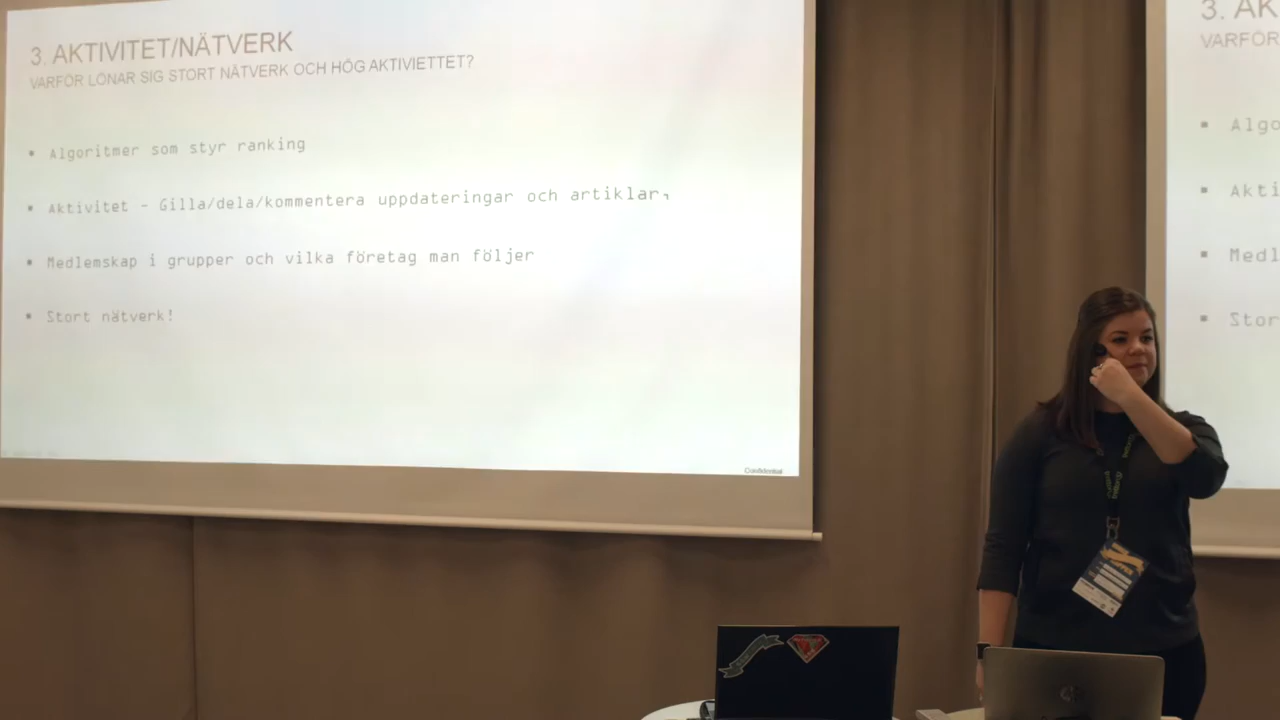 3. AKTIVITET/NÄTVERK
VARFÖR LÖNAR SIG STORT NÄTVERK OCH HÖG AKTIVIETTET?
▪ Algoritmer som styr ranking
▪ Aktivitet - Gilla/dela/kommentera uppdateringar och artiklar,
▪ Medlemskap i grupper och vilka företag man följer
▪ Stort nätverk!
Confidential
3. AK
VARFÖR
▪ Algo
▪ Akti
▪ Medl
▪ Stor